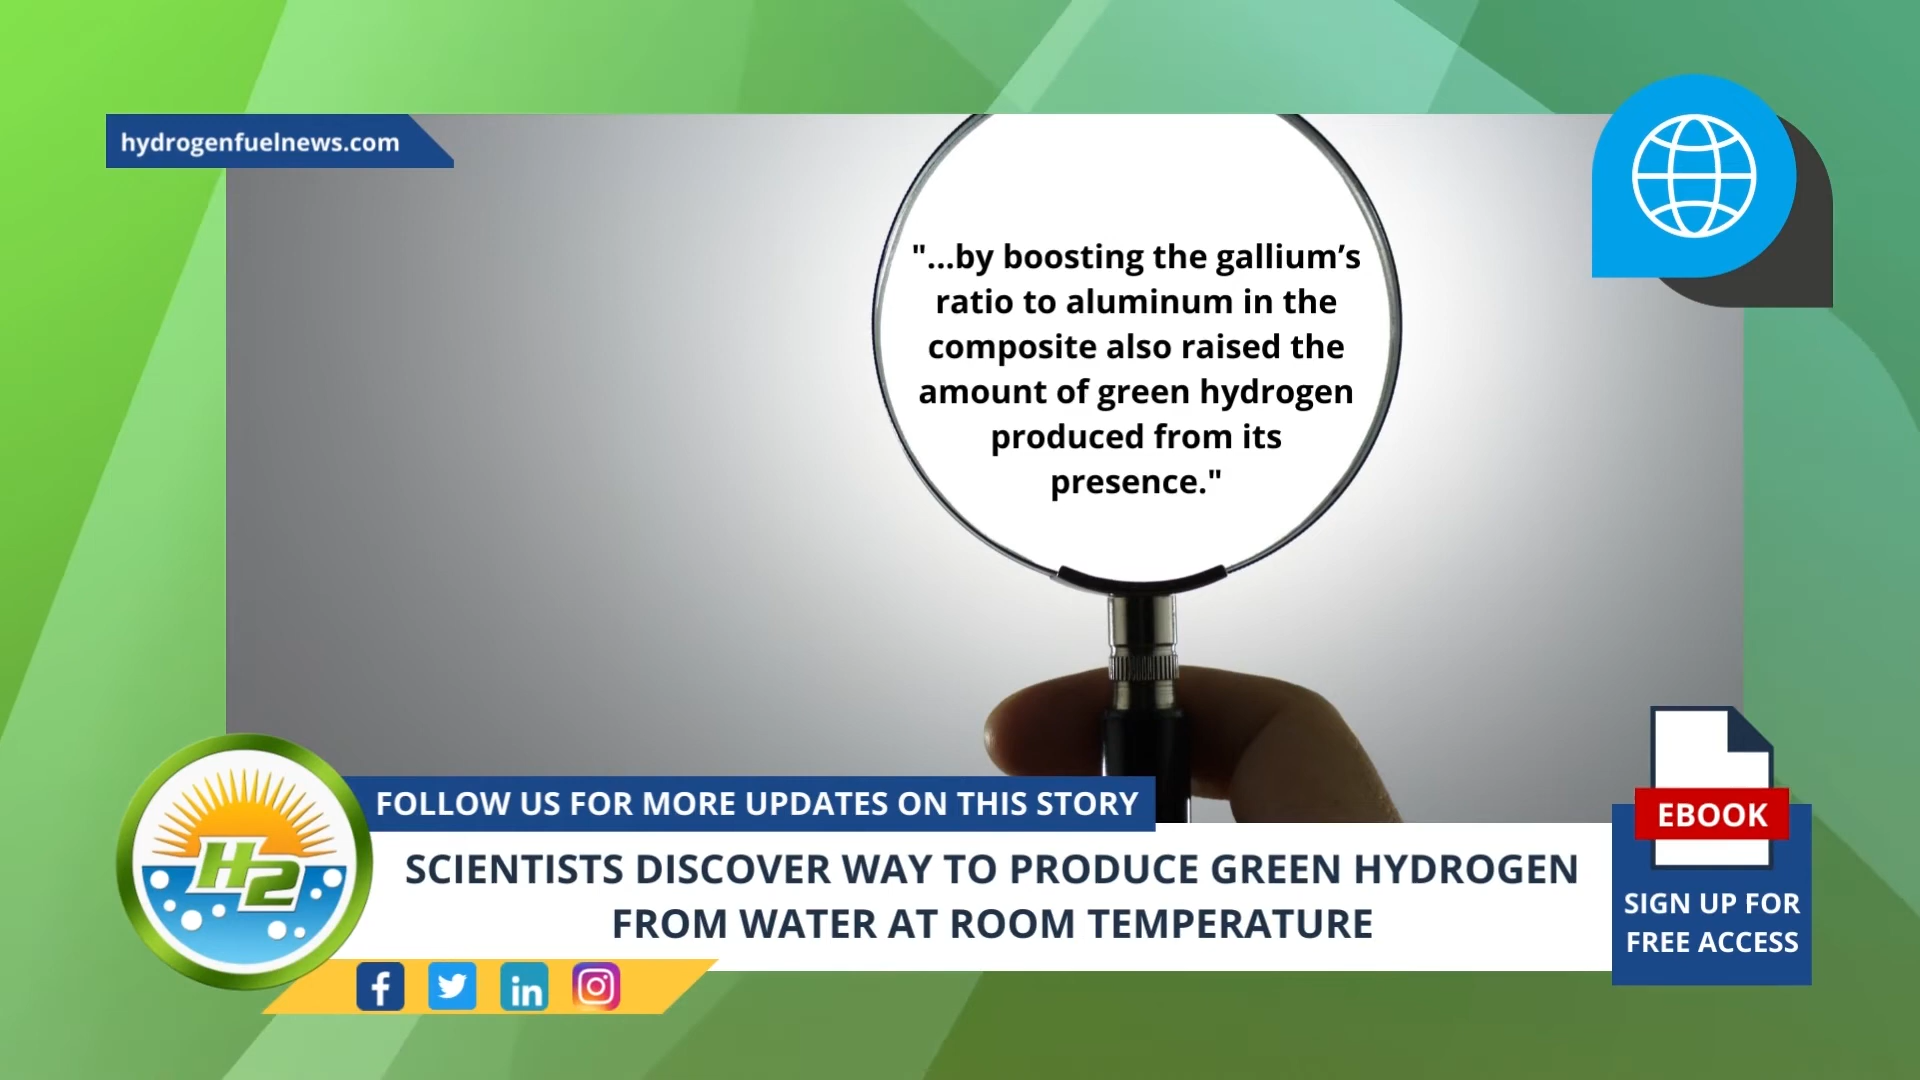 hydrogenfuelnews.com
"...by boosting the gallium’s
ratio to aluminum in the
composite also raised the
amount of green hydrogen
produced from its
presence."
FOLLOW US FOR MORE UPDATES ON THIS STORY
SCIENTISTS DISCOVER WAY TO PRODUCE GREEN HYDROGEN
FROM WATER AT ROOM TEMPERATURE
H2
EBOOK
SIGN UP FOR
FREE ACCESS